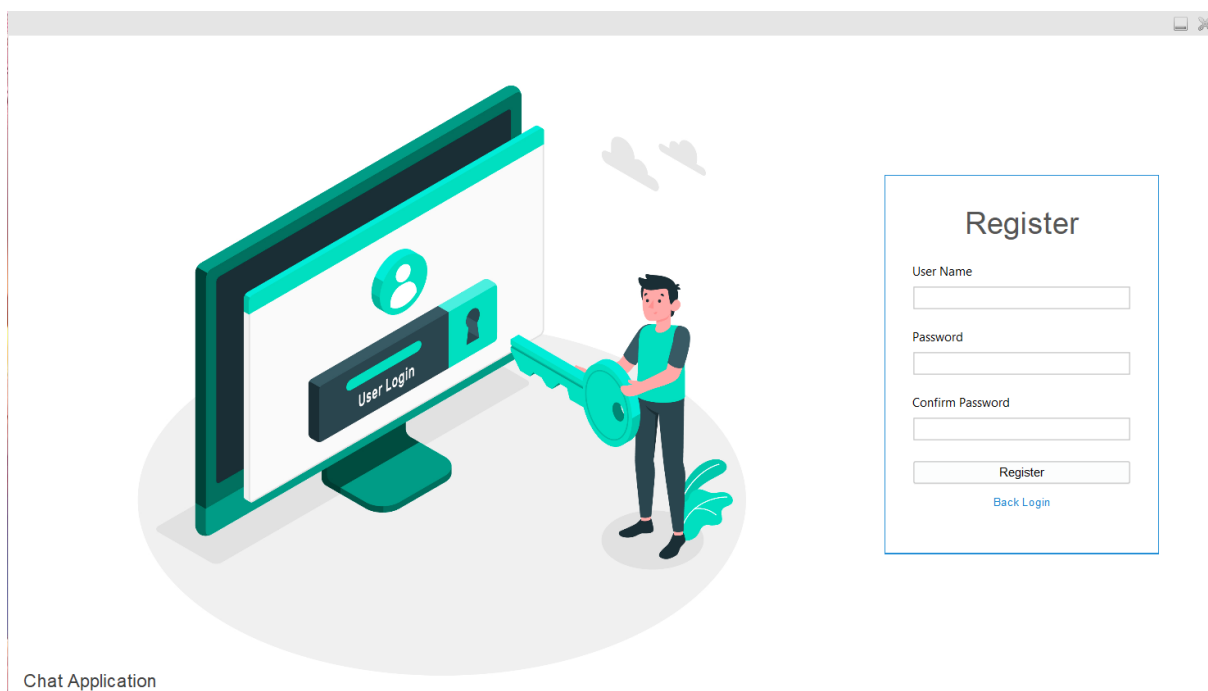 User Login
Register
User Name
Password
Confirm Password
Register
Back Login
Chat Application